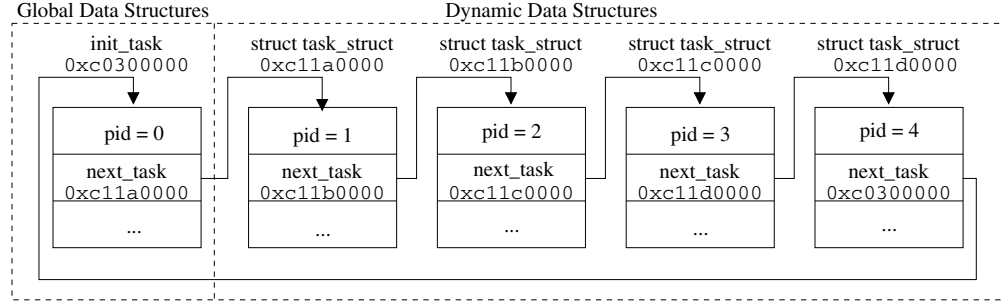 Global Data Structures
Dynamic Data Structures
init_task
0xc0300000
pid = 0
next_task
0xc11a0000
...
struct task_struct
0xc11a0000
pid = 1
next_task
0xc11b0000
...
struct task_struct
0xc11b0000
pid = 2
next_task
0xc11c0000
...
struct task_struct
0xc11c0000
pid = 3
next_task
0xc11d0000
...
struct task_struct
0xc11d0000
pid = 4
next_task
0xc0300000
...